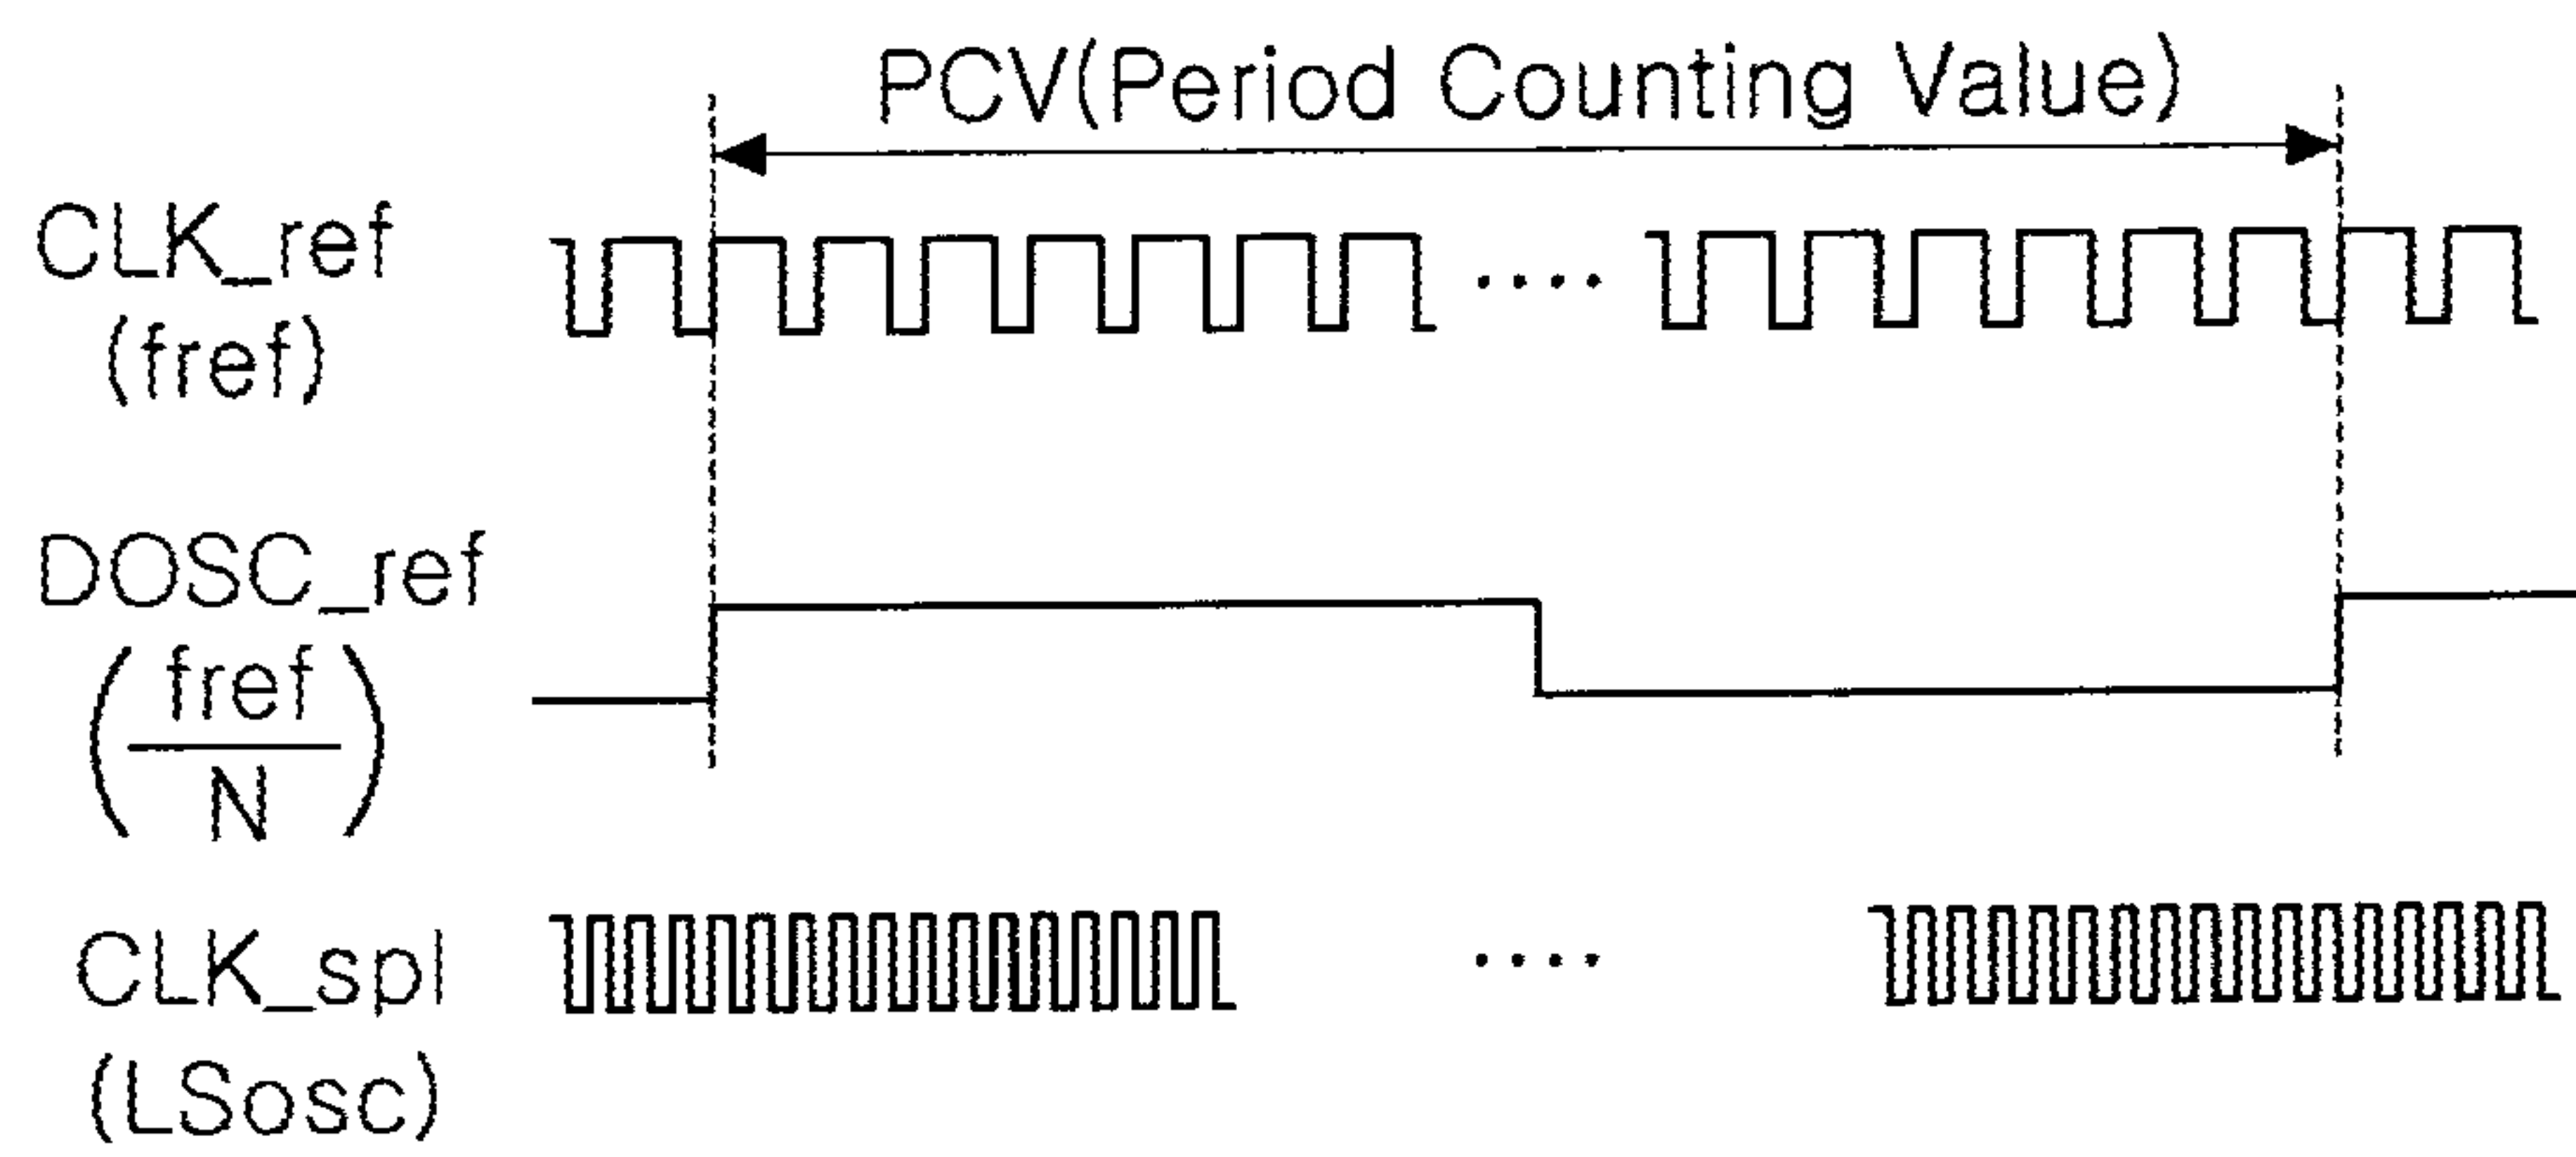 PCV(Period Counting Value)
CLK_ref
(fref)
....
DOSC_ref
(fref
N)
CLK_spl
....
(LSosc)